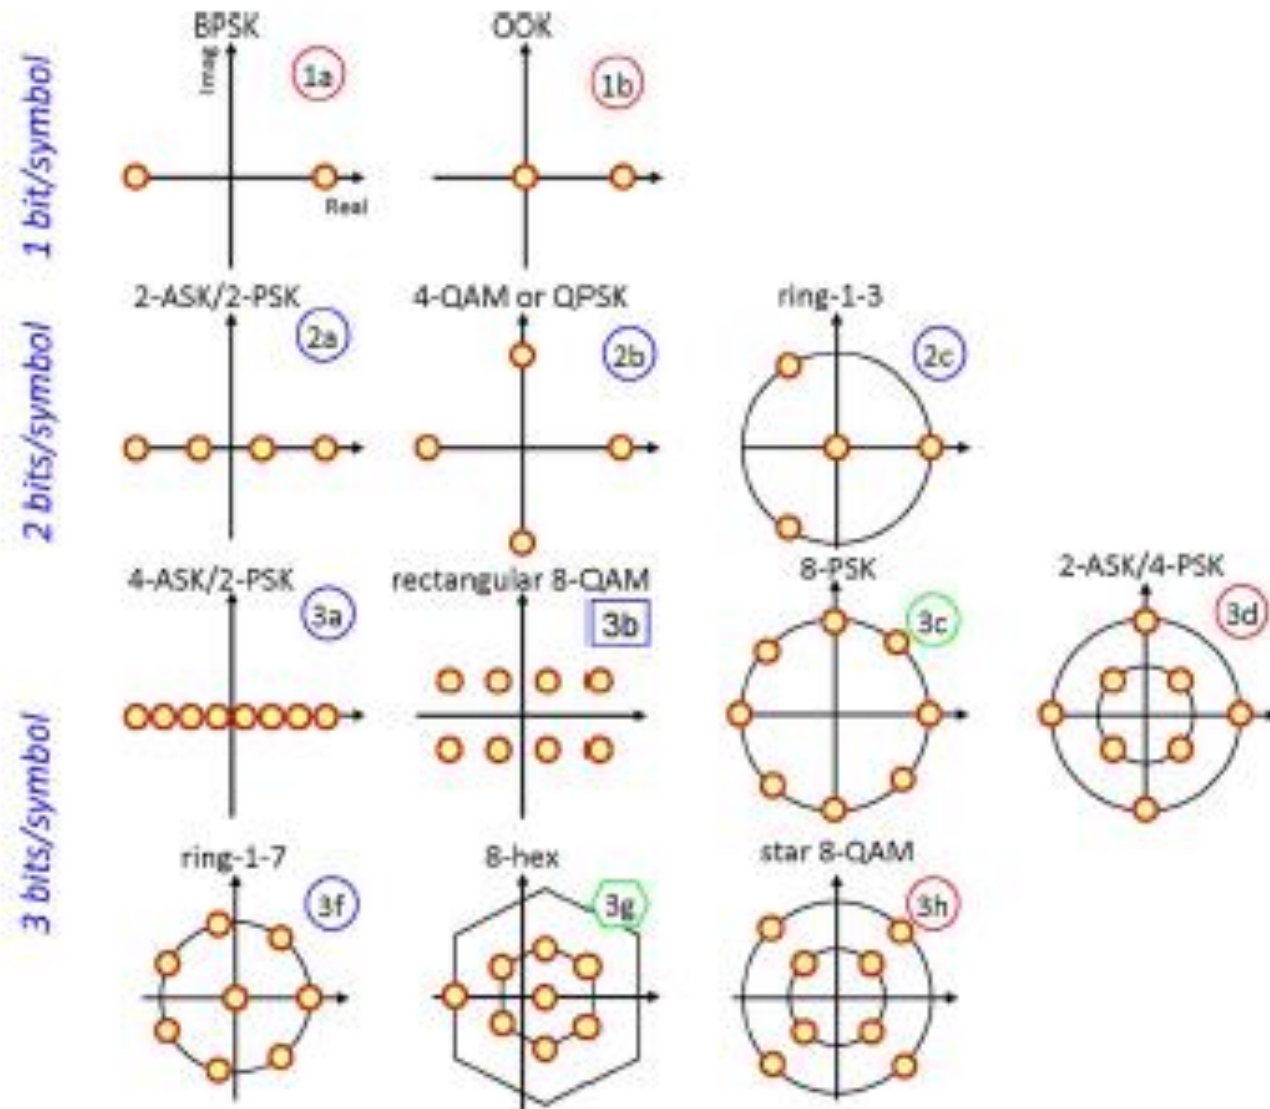 BPSK
OOK
Imag
1a
1b
Real
1 bit/symbol
2-ASK/2-PSK
4-QAM or QPSK
ring-1-3
2a
2b
2c
2 bits/symbol
4-ASK/2-PSK
rectangular 8-QAM
8-PSK
2-ASK/4-PSK
3a
3b
3c
3d
3 bits/symbol
ring-1-7
8-hex
star 8-QAM
3f
3g
3h